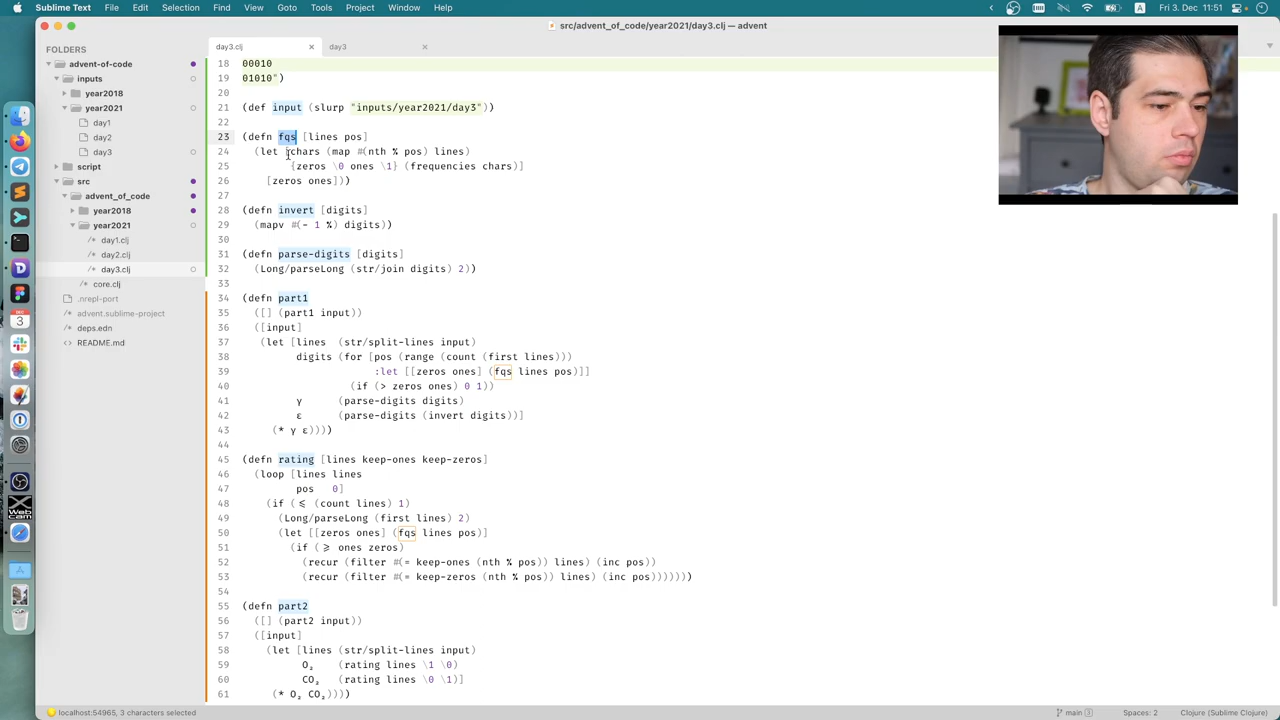 Sublime Text File Edit Selection Find View Goto Tools Project Window Help
A
Fri Dec 3 11:51
src/advent_of_code/year2021/day3.clj — advent
FOLDERS
advent-of-code
inputs
year2018
year2021
day1
day2
day3
script
src
advent_of_code
year2018
year2021
/* day1.clj
/* day2.clj
/* day3.clj
/* core.clj
.nrepl-port
/* advent.sublime-project
deps.edn
README.md
day3.clj ×
day3 ×
18 00010
19 01010")
20
21 (def input (slurp "inputs/year2021/day3"))
22
23 (defn fqs [lines pos]
24 (let [chars (map #(nth % pos) lines)
25 {zeros \0 ones \1} (frequencies chars)]
26 [zeros ones]))
27
28 (defn invert [digits]
29 (mapv #(- 1 %) digits))
30
31 (defn parse-digits [digits]
32 (Long/parseLong (str/join digits) 2))
33
34 (defn part1
35 ([] (part1 input))
36 ([input]
37 (let [lines (str/split-lines input)
38 digits (for [pos (range (count (first lines)))
39 :let [[zeros ones] (fqs lines pos)]]
40 (if (> zeros ones) 0 1))
41 γ (parse-digits digits)
42 ε (parse-digits (invert digits))]
43 (* γ ε))))
44
45 (defn rating [lines keep-ones keep-zeros]
46 (loop [lines lines
47 pos 0]
48 (if (⩽ (count lines) 1)
49 (Long/parseLong (first lines) 2)
50 (let [[zeros ones] (fqs lines pos)]
51 (if (⩾ ones zeros)
52 (recur (filter #(= keep-ones (nth % pos)) lines) (inc pos))
53 (recur (filter #(= keep-zeros (nth % pos)) lines) (inc pos))))))))
54
55 (defn part2
56 ([] (part2 input))
57 ([input]
58 (let [lines (str/split-lines input)
59 O₂ (rating lines \1 \0)
60 CO₂ (rating lines \0 \1)]
61 (* O₂ CO₂))))
DEC
3
Webcam
localhost:54965, 3 characters selected
main 3
Spaces: 2
Clojure (Sublime Clojure)